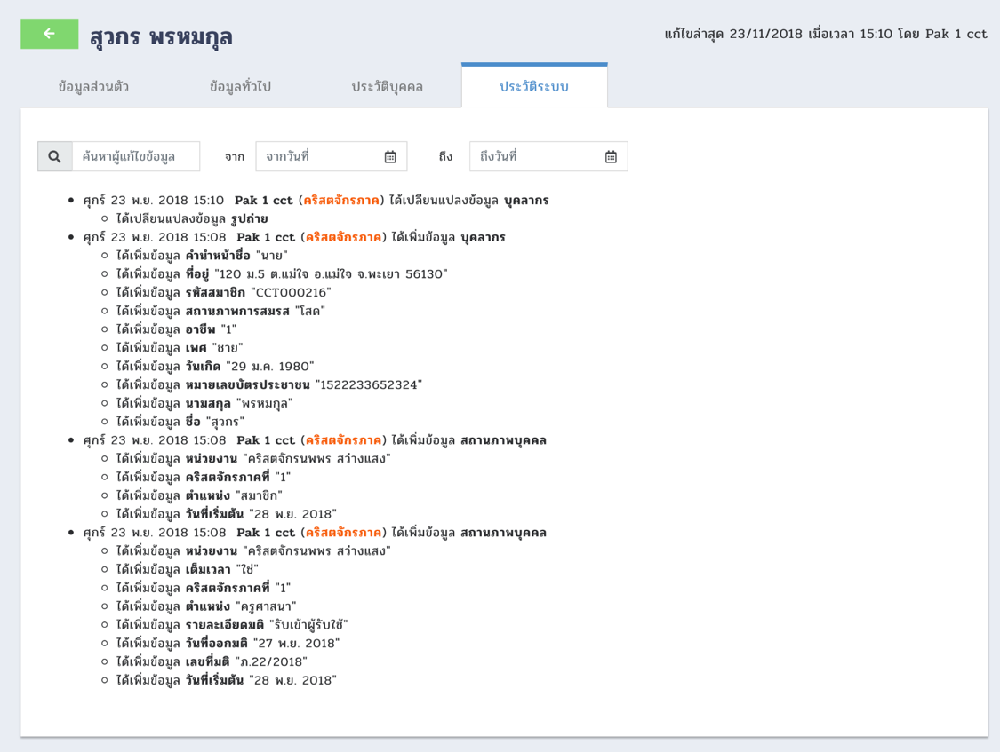 สุวกร พรหมกุล
แก้ไขล่าสุด 23/11/2018 เมื่อเวลา 15:10 โดย Pak 1 cct
ข้อมูลส่วนตัว ข้อมูลทั่วไป ประวัติบุคคล ประวัติระบบ
ค้นหาผู้แก้ไขข้อมูล จาก จากวันที่ ถึง ถึงวันที่
ศุกร์ 23 พ.ย. 2018 15:10 Pak 1 cct (คริสตจักรภาค) ได้เปลียนแปลงข้อมูล บุคลากร
ได้เปลียนแปลงข้อมูล รูปถ่าย
ศุกร์ 23 พ.ย. 2018 15:08 Pak 1 cct (คริสตจักรภาค) ได้เพิ่มข้อมูล บุคลากร
ได้เพิ่มข้อมูล คำนำหน้าชื่อ "นาย"
ได้เพิ่มข้อมูล ที่อยู่ "120 ม.5 ต.แม่ใจ อ.แม่ใจ จ.พะเยา 56130"
ได้เพิ่มข้อมูล รหัสสมาชิก "CCT000216"
ได้เพิ่มข้อมูล สถานภาพการสมรส "โสด"
ได้เพิ่มข้อมูล อาชีพ "1"
ได้เพิ่มข้อมูล เพศ "ชาย"
ได้เพิ่มข้อมูล วันเกิด "29 ม.ค. 1980"
ได้เพิ่มข้อมูล หมายเลขบัตรประชาชน "1522233652324"
ได้เพิ่มข้อมูล นามสกุล "พรหมกุล"
ได้เพิ่มข้อมูล ชื่อ "สุวกร"
ศุกร์ 23 พ.ย. 2018 15:08 Pak 1 cct (คริสตจักรภาค) ได้เพิ่มข้อมูล สถานภาพบุคคล
ได้เพิ่มข้อมูล หน่วยงาน "คริสตจักรนพพร สว่างแสง"
ได้เพิ่มข้อมูล คริสตจักรภาคที่ "1"
ได้เพิ่มข้อมูล ตำแหน่ง "สมาชิก"
ได้เพิ่มข้อมูล วันที่เริ่มต้น "28 พ.ย. 2018"
ศุกร์ 23 พ.ย. 2018 15:08 Pak 1 cct (คริสตจักรภาค) ได้เพิ่มข้อมูล สถานภาพบุคคล
ได้เพิ่มข้อมูล หน่วยงาน "คริสตจักรนพพร สว่างแสง"
ได้เพิ่มข้อมูล เต็มเวลา "ใช่"
ได้เพิ่มข้อมูล คริสตจักรภาคที่ "1"
ได้เพิ่มข้อมูล ตำแหน่ง "ครูศาสนา"
ได้เพิ่มข้อมูล รายละเอียดมติ "รับเข้าผู้รับใช้"
ได้เพิ่มข้อมูล วันที่ออกมติ "27 พ.ย. 2018"
ได้เพิ่มข้อมูล เลขที่มติ "ภ.22/2018"
ได้เพิ่มข้อมูล วันที่เริ่มต้น "28 พ.ย. 2018"